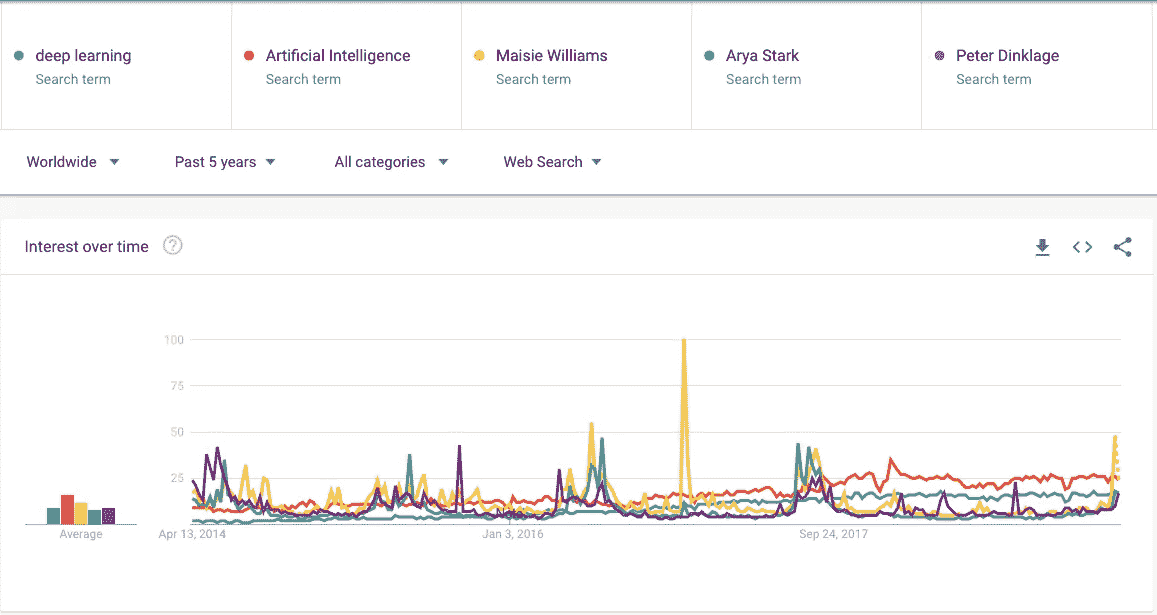 deep learning
Search term
Artificial Intelligence
Search term
Maisie Williams
Search term
Arya Stark
Search term
Peter Dinklage
Search term
Worldwide
Past 5 years
All categories
Web Search
Interest over time
?
100
75
50
25
Average
Apr 13, 2014
Jan 3, 2016
Sep 24, 2017